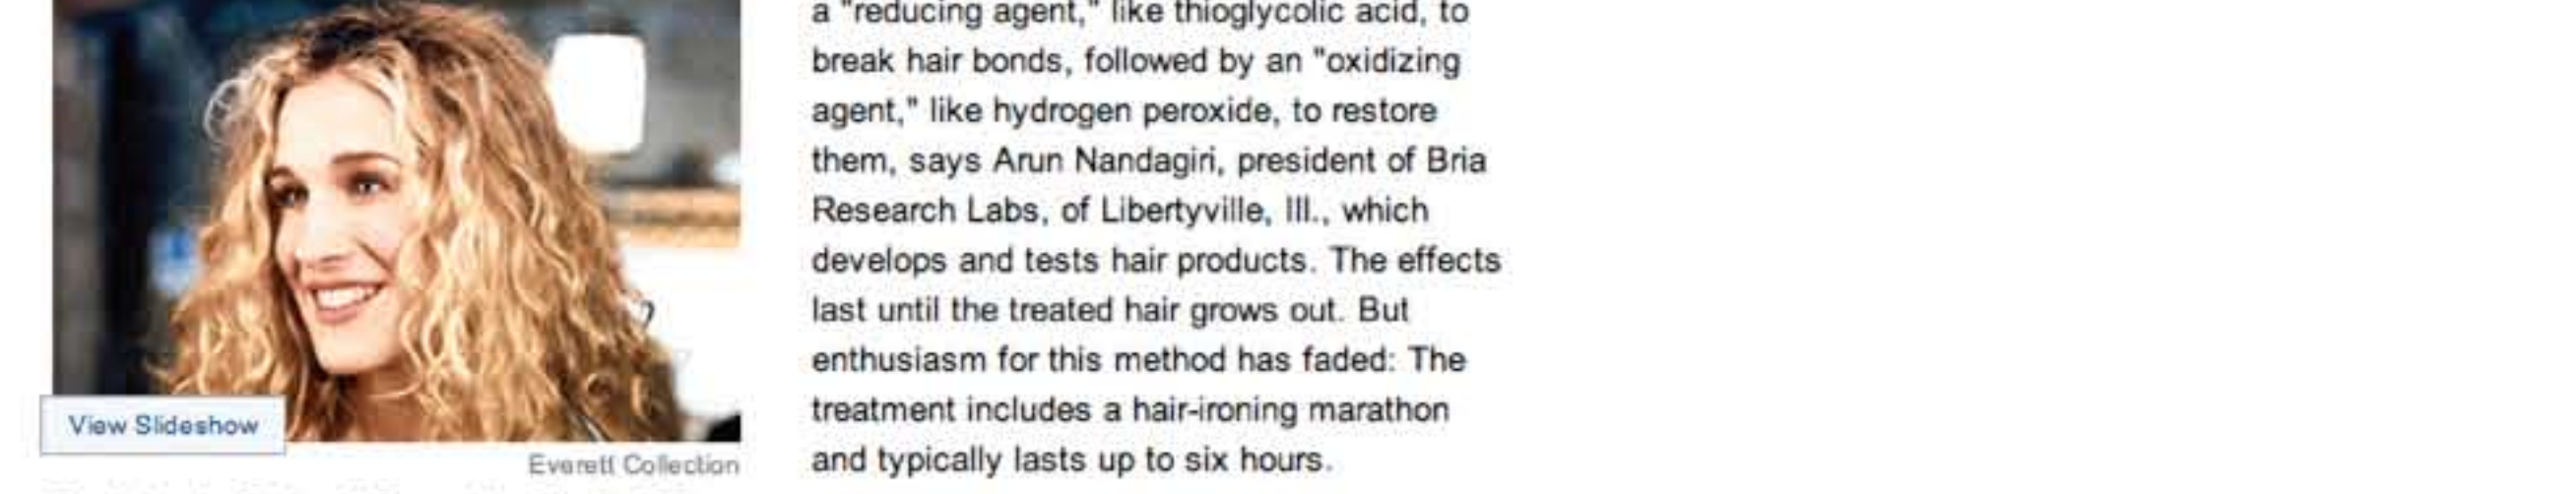 a "reducing agent," like thioglycolic acid, to
break hair bonds, followed by an "oxidizing
agent," like hydrogen peroxide, to restore
them, says Arun Nandagiri, president of Bria
Research Labs, of Libertyville, Ill., which
develops and tests hair products. The effects
last until the treated hair grows out. But
enthusiasm for this method has faded: The
treatment includes a hair-ironing marathon
and typically lasts up to six hours.
View Slideshow
Everett Collection